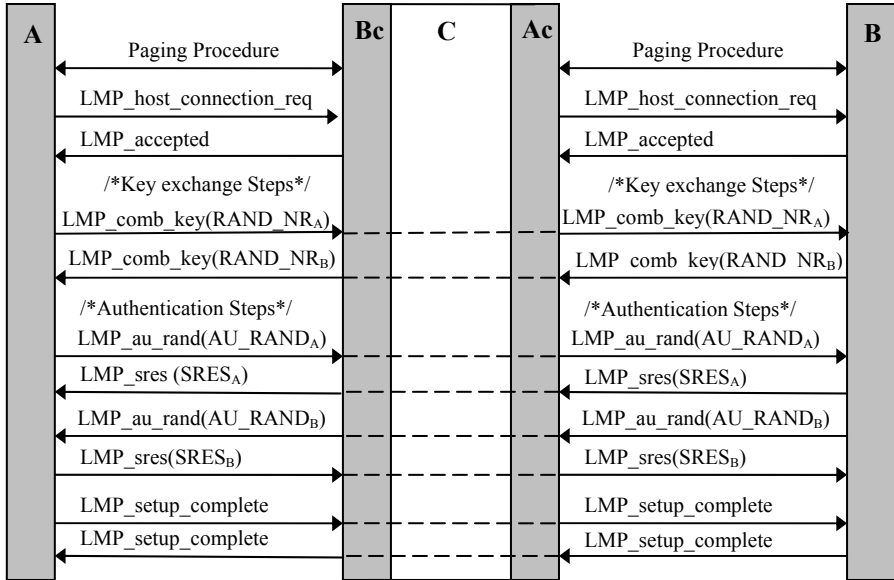 A
Bc
C
Ac
B
Paging Procedure
Paging Procedure
LMP_host_connection_req
LMP_host_connection_req
LMP_accepted
LMP_accepted
/*Key exchange Steps*/
/*Key exchange Steps*/
LMP_comb_key(RAND_NRA)
LMP_comb_key(RAND_NRA)
LMP_comb_key(RAND_NRB)
LMP comb key(RAND NRB)
/*Authentication Steps*/
/*Authentication Steps*/
LMP_au_rand(AU_RANDA)
LMP_au_rand(AU_RANDA)
LMP_sres (SRESA)
LMP_sres(SRESA)
LMP_au_rand(AU_RANDB)
LMP_au_rand(AU_RANDB)
LMP_sres(SRESB)
LMP_sres(SRESB)
LMP_setup_complete
LMP_setup_complete
LMP_setup_complete
LMP_setup_complete